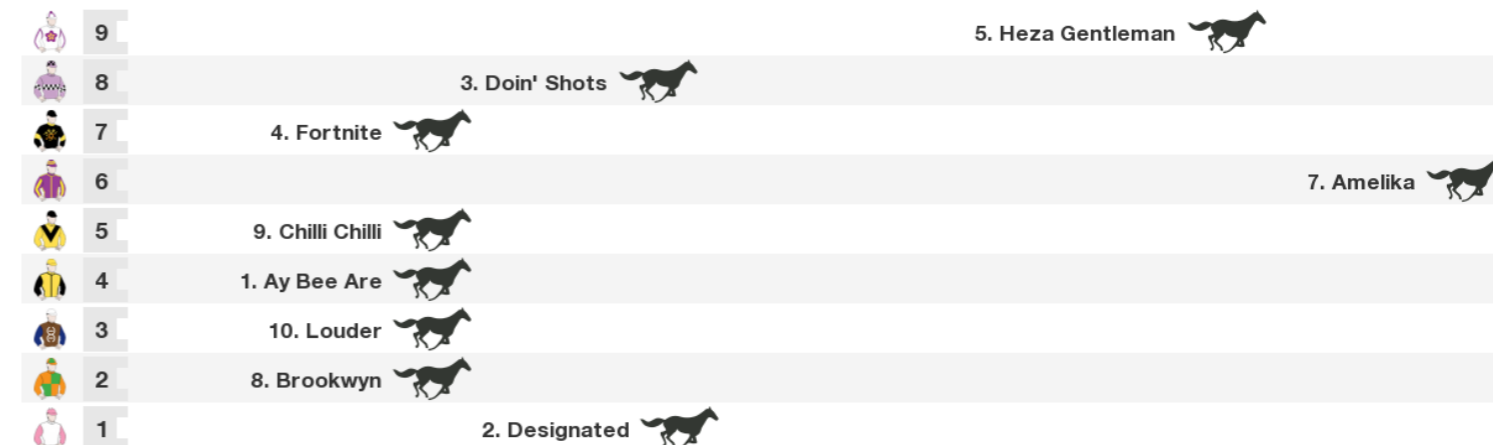 9 5. Heza Gentleman
8 3. Doin' Shots
7 4. Fortnite
6 7. Amelika
5 9. Chilli Chilli
4 1. Ay Bee Are
3 10. Louder
2 8. Brookwyn
1 2. Designated